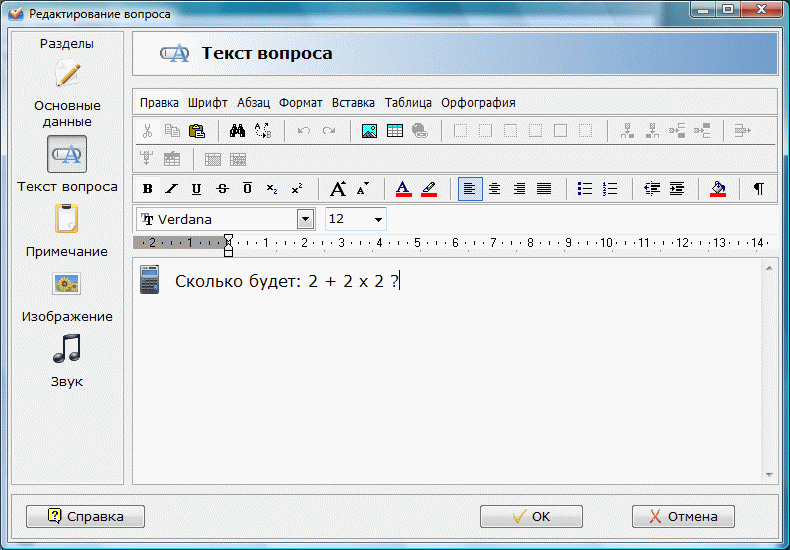 Редактирование вопроса
Разделы
Основные
данные
Текст вопроса
Примечание
Изображение
Звук
Текст вопроса
Правка Шрифт Абзац Формат Вставка Таблица Орфография
B I U S O x₂ x²
A A A
Verdana 12
2 1 1 2 3 4 5 6 7 8 9 10 11 12 13 14
Сколько будет: 2 + 2 x 2 ?
Справка OK Отмена